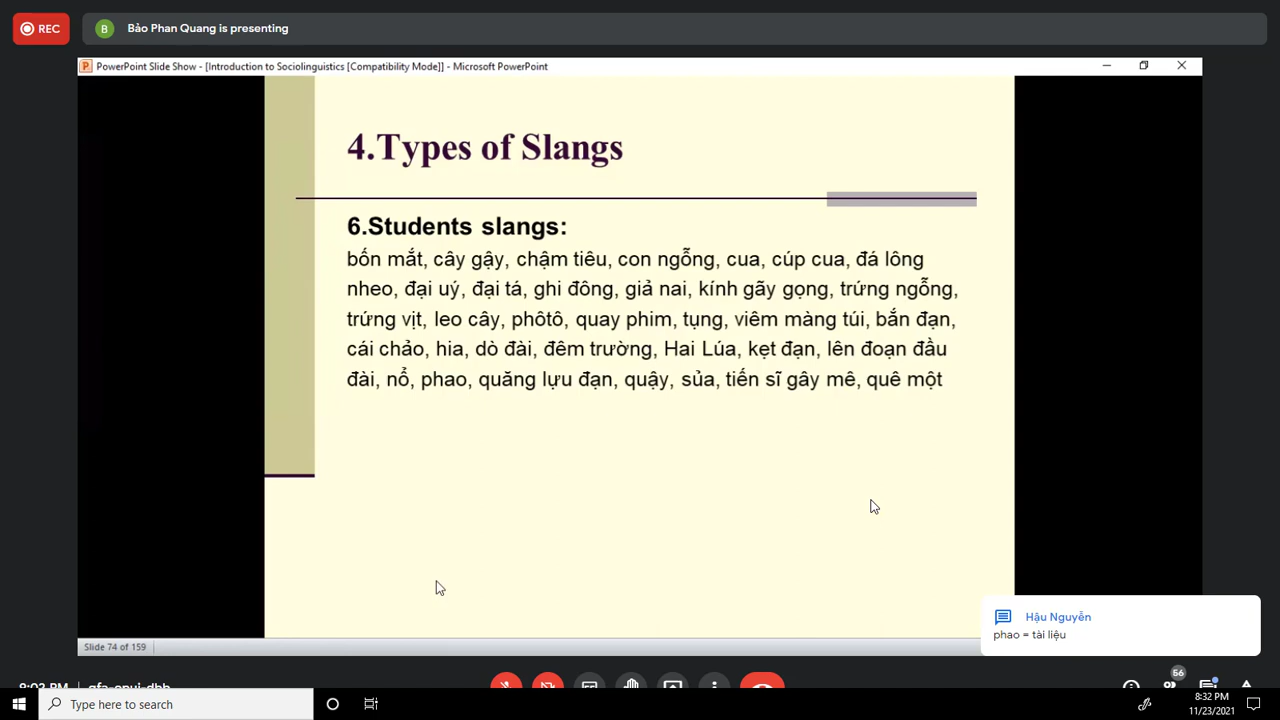 REC
B
Bảo Phan Quang is presenting
PowerPoint Slide Show - [Introduction to Sociolinguistics [Compatibility Mode]] - Microsoft PowerPoint
4.Types of Slangs
6.Students slangs:
bốn mắt, cây gậy, chậm tiêu, con ngỗng, cua, cúp cua, đá lông
nheo, đại uý, đại tá, ghi đông, giả nai, kính gãy gọng, trứng ngỗng,
trứng vịt, leo cây, phôtô, quay phim, tụng, viêm màng túi, bắn đạn,
cái chảo, hia, dò đài, đêm trường, Hai Lúa, kẹt đạn, lên đoạn đầu
đài, nổ, phao, quăng lựu đạn, quậy, sủa, tiến sĩ gây mê, quê một
Hậu Nguyễn
phao = tài liệu
Slide 74 of 159
56
Type here to search
8:32 PM
11/23/2021